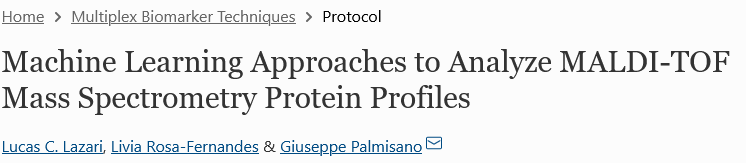 Home > Multiplex Biomarker Techniques > Protocol
Machine Learning Approaches to Analyze MALDI-TOF
Mass Spectrometry Protein Profiles
Lucas C. Lazari, Livia Rosa-Fernandes & Giuseppe Palmisano